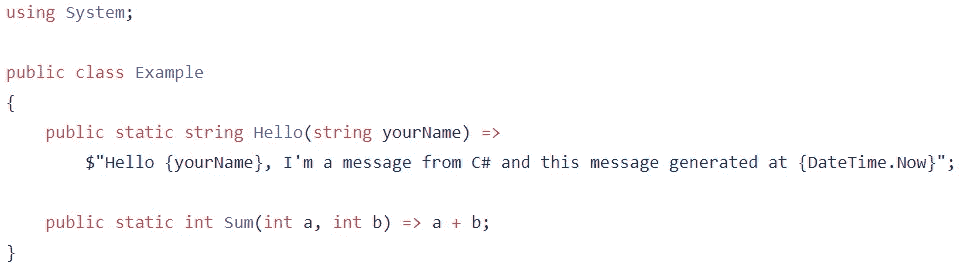 using System;
public class Example
{
public static string Hello(string yourName) =>
$"Hello {yourName}, I'm a message from C# and this message generated at {DateTime.Now}";
public static int Sum(int a, int b) => a + b;
}